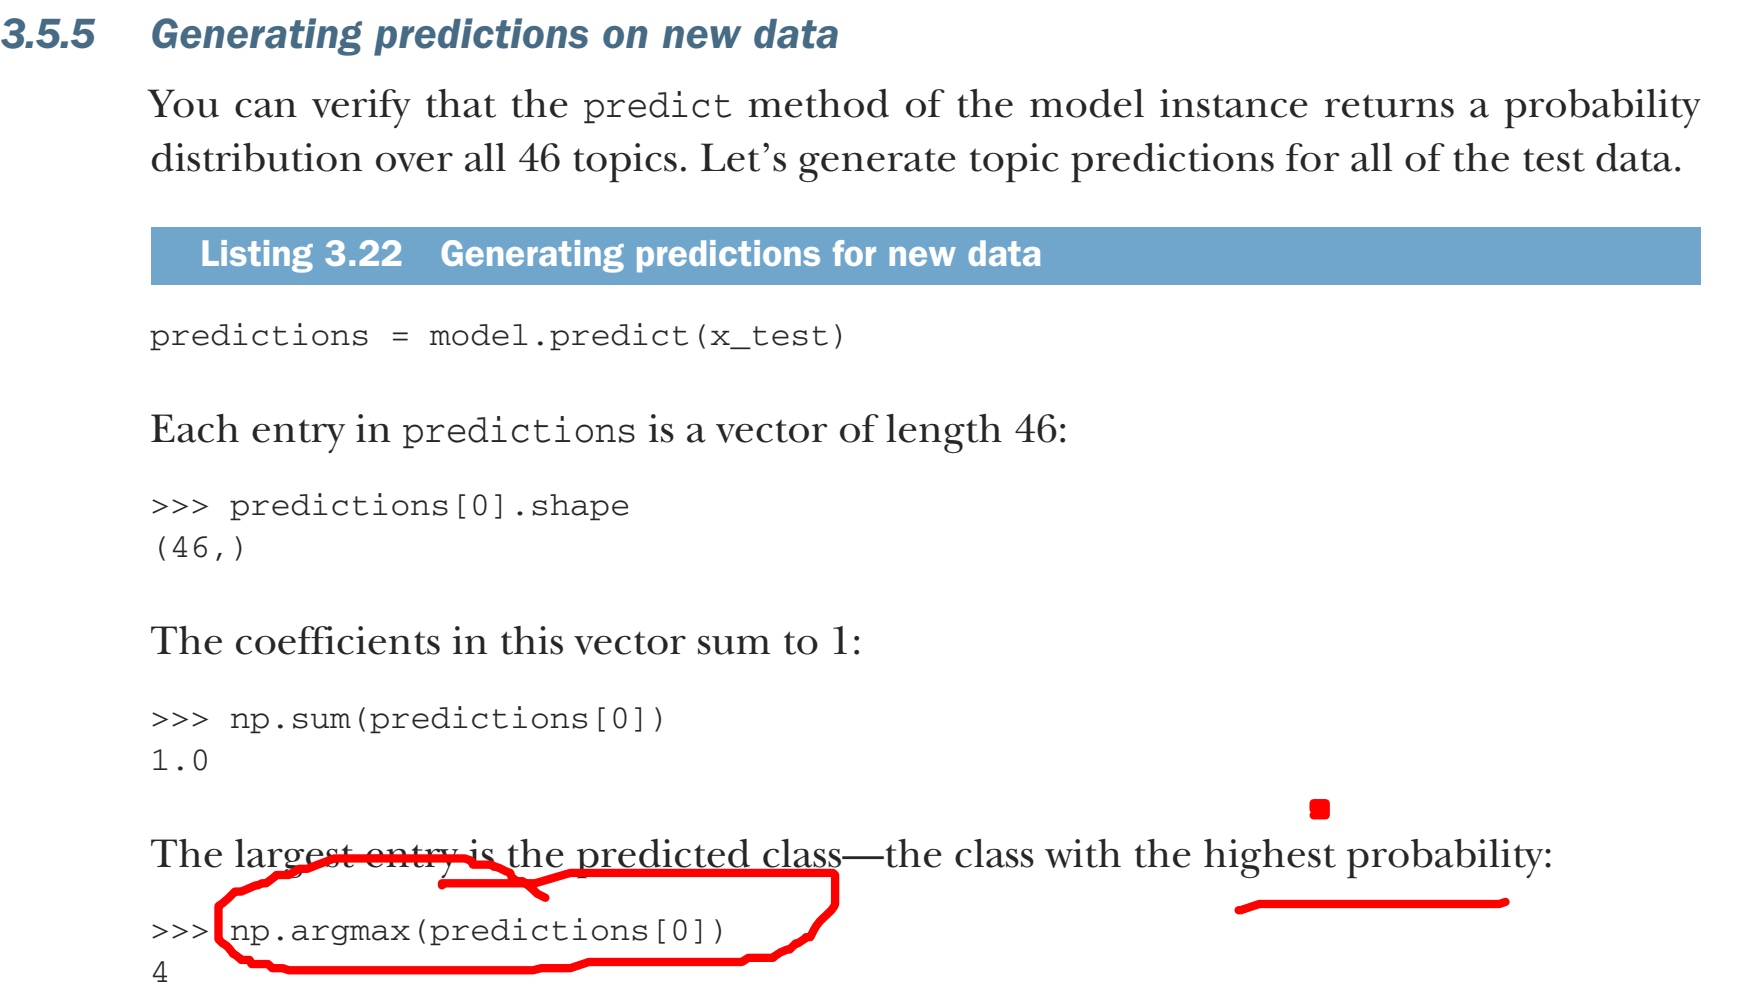 3.5.5 Generating predictions on new data
You can verify that the predict method of the model instance returns a probability
distribution over all 46 topics. Let’s generate topic predictions for all of the test data.
Listing 3.22 Generating predictions for new data
predictions = model.predict(x_test)
Each entry in predictions is a vector of length 46:
>>> predictions[0].shape
(46,)
The coefficients in this vector sum to 1:
>>> np.sum(predictions[0])
1.0
The largest entry is the predicted class—the class with the highest probability:
>>> np.argmax(predictions[0])
4